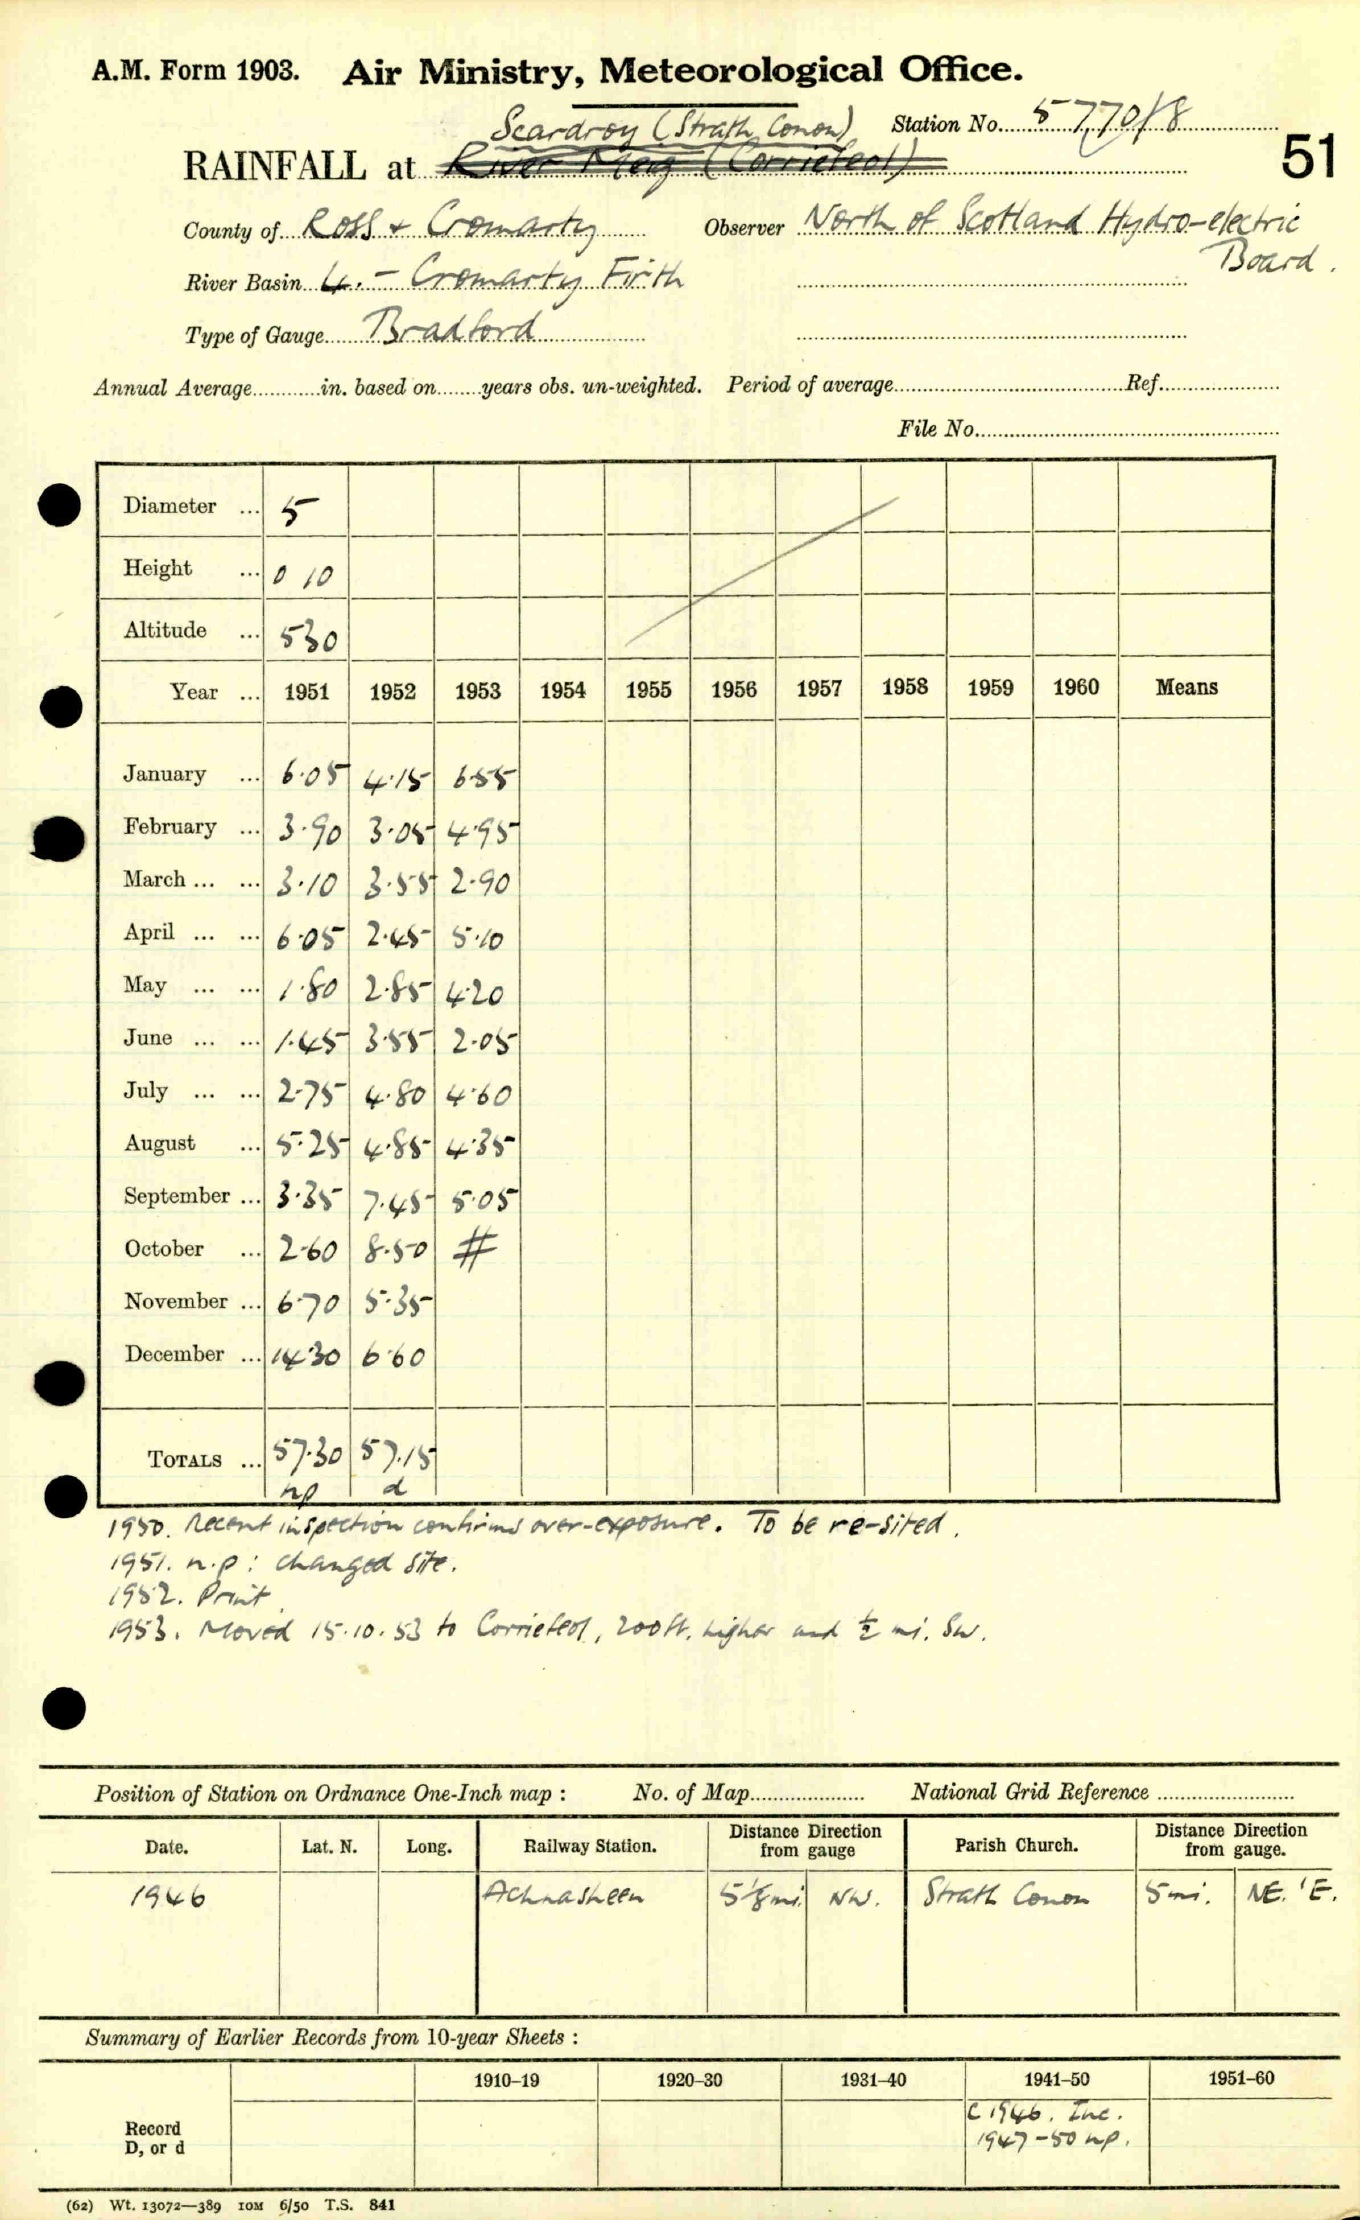 A.M. Form 1903. Air Ministry, Meteorological Office.
Scardroy (Strath Conon) Station No. 5770/8
RAINFALL at River Meig (Corriefeol) 51
County of Ross & Cromarty Observer North of Scotland Hydro-electric
Board.
River Basin 4. - Cromarty Firth
Type of Gauge Bradford
Annual Average in. based on years obs. un-weighted. Period of average Ref.
File No.
Diameter ... 5
Height ... 0 10
Altitude ... 530
Year ... 1951 1952 1953 1954 1955 1956 1957 1958 1959 1960 Means
January ... 6.05 4.15 6.55
February ... 3.90 3.05 4.95
March ... ... 3.10 3.55 2.90
April ... ... 6.05 2.45 5.10
May ... ... 1.80 2.85 4.20
June ... ... 1.45 3.55 2.05
July ... ... 2.75 4.80 4.60
August ... 5.25 4.85 4.35
September ... 3.35 7.45 5.05
October ... 2.60 8.50 #
November ... 6.70 5.35
December ... 14.30 6.60
TOTALS ... 57.30 57.15
np d
1950. Recent inspection confirms over-exposure. To be re-sited.
1951. n.p: changed site.
1952. Print
1953. Moved 15.10.53 to Corriefeol, 200ft. higher and ½ mi. SW.
Position of Station on Ordnance One-Inch map : No. of Map National Grid Reference
Date. Lat. N. Long. Railway Station. Distance Direction from gauge Parish Church. Distance Direction from gauge.
1946 Achnasheen 5⅛ mi. NW. Strath Conon 5 mi. NE.'E.
Summary of Earlier Records from 10-year Sheets :
1910–19 1920–30 1931–40 1941–50 1951–60
Record
D, or d
C 1946. Inc.
1947-50 np.
(62) Wt. 13072—389 10M 6/50 T.S. 841